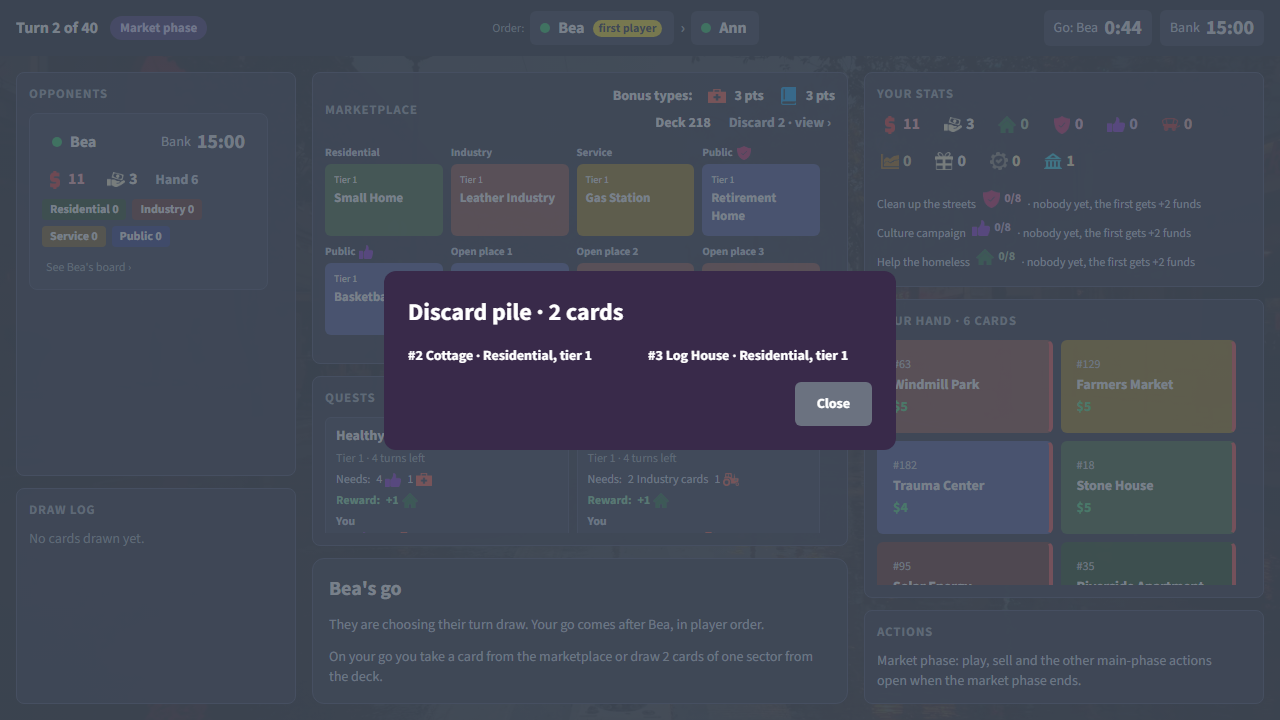 Turn 2 of 40 Market phase
Order: Bea first player › Ann
Go: Bea 0:44 Bank 15:00
OPPONENTS
Bea Bank 15:00
11 3 Hand 6
Residential 0 Industry 0
Service 0 Public 0
See Bea's board ›
DRAW LOG
No cards drawn yet.
MARKETPLACE
Bonus types: 3 pts 3 pts
Deck 218 Discard 2 · view ›
Residential Industry Service Public
Tier 1 Tier 1 Tier 1 Tier 1
Small Home Leather Industry Gas Station Retirement
Home
Public Open place 1 Open place 2 Open place 3
Tier 1
Discard pile · 2 cards
#2 Cottage · Residential, tier 1 #3 Log House · Residential, tier 1
Close
QUESTS
Healthy
Tier 1 · 4 turns left Tier 1 · 4 turns left
Needs: 4 1 Needs: 2 Industry cards 1
Reward: +1 Reward: +1
You You
Bea's go
They are choosing their turn draw. Your go comes after Bea, in player order.
On your go you take a card from the marketplace or draw 2 cards of one sector from
the deck.
YOUR STATS
11 3 0 0 0 0
0 0 0 1
Clean up the streets 0/8 · nobody yet, the first gets +2 funds
Culture campaign 0/8 · nobody yet, the first gets +2 funds
Help the homeless 0/8 · nobody yet, the first gets +2 funds
UR HAND · 6 CARDS
#63 #129
Windmill Park Farmers Market
$5 $5
#182 #18
Trauma Center Stone House
$4 $5
#95 #35
Solar Energy Riverside Apartment
ACTIONS
Market phase: play, sell and the other main-phase actions
open when the market phase ends.